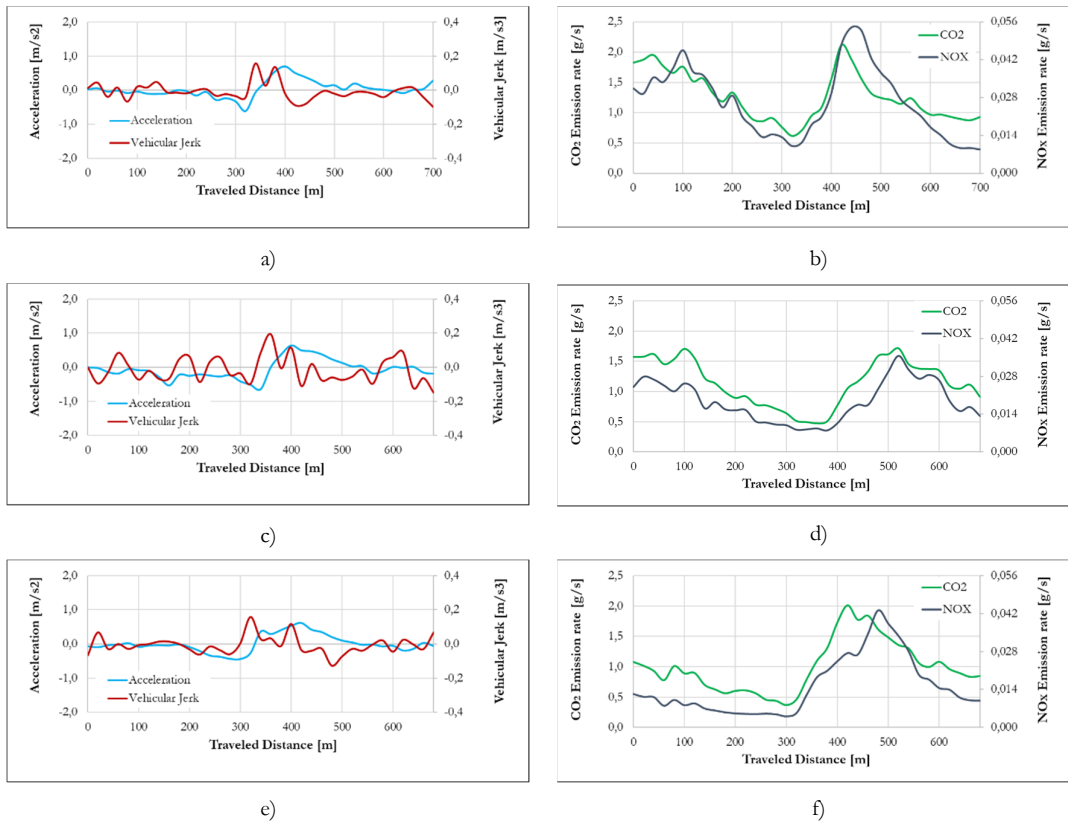 2,0
1,0
0,0
-1,0
-2,0
0,4
0,2
0,0
-0,2
-0,4
0 100 200 300 400 500 600 700
Acceleration [m/s2]
Vehicular Jerk [m/s3]
Acceleration
Vehicular Jerk
Traveled Distance [m]
a)
2,5
2,0
1,5
1,0
0,5
0,0
0,056
0,042
0,028
0,014
0,000
0 100 200 300 400 500 600 700
CO2 Emission rate [g/s]
NOx Emission rate [g/s]
CO2
NOX
Traveled Distance [m]
b)
2,0
1,0
0,0
-1,0
-2,0
0,4
0,2
0,0
-0,2
-0,4
0 100 200 300 400 500 600
Acceleration [m/s2]
Vehicular Jerk [m/s3]
Acceleration
Vehicular Jerk
Traveled Distance [m]
c)
2,5
2,0
1,5
1,0
0,5
0,0
0,056
0,042
0,028
0,014
0,000
0 100 200 300 400 500 600
CO2 Emission rate [g/s]
NOx Emission rate [g/s]
CO2
NOX
Traveled Distance [m]
d)
2,0
1,0
0,0
-1,0
-2,0
0,4
0,2
0,0
-0,2
-0,4
0 100 200 300 400 500 600
Acceleration [m/s2]
Vehicular Jerk [m/s3]
Acceleration
Vehicular Jerk
Traveled Distance [m]
e)
2,5
2,0
1,5
1,0
0,5
0,0
0,056
0,042
0,028
0,014
0,000
0 100 200 300 400 500 600
CO2 Emission rate [g/s]
NOx Emission rate [g/s]
CO2
NOX
Traveled Distance [m]
f)